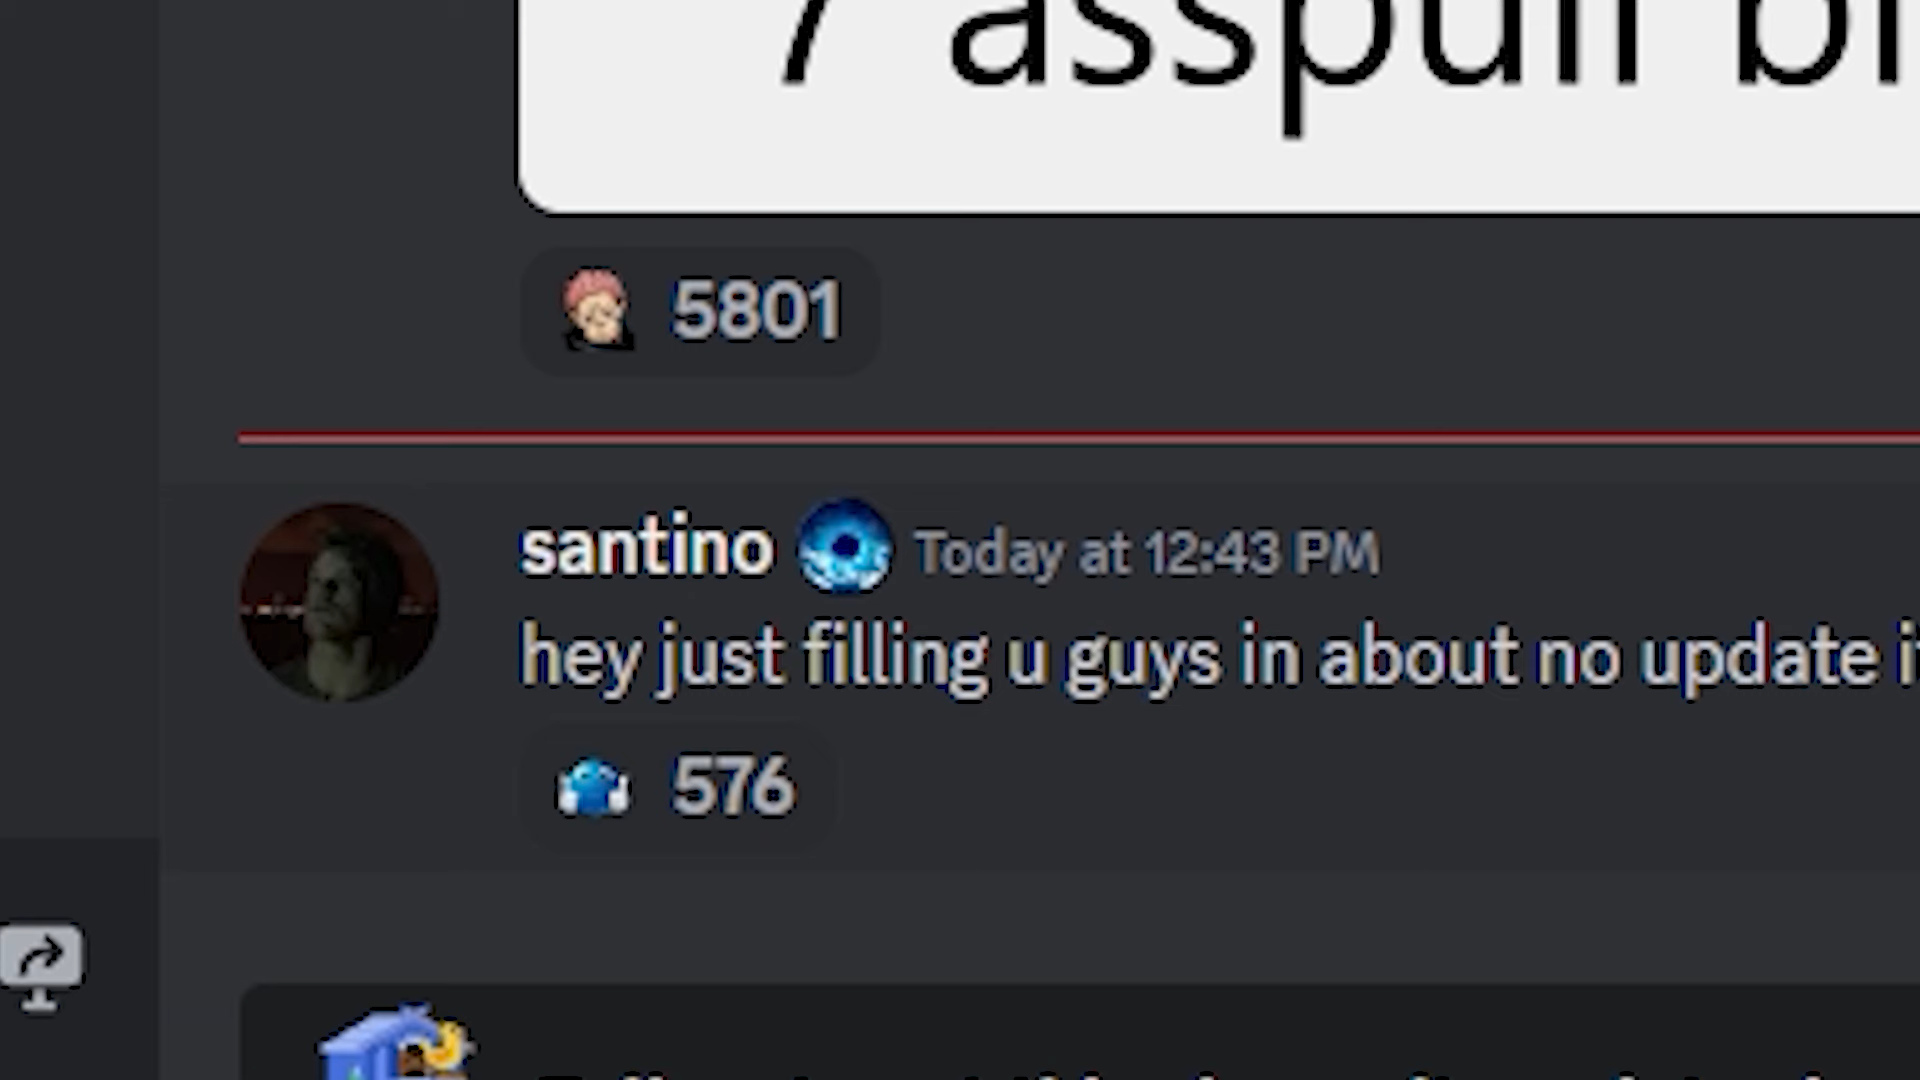 7 asspull
5801
santino Today at 12:43 PM
hey just filling u guys in about no update
576